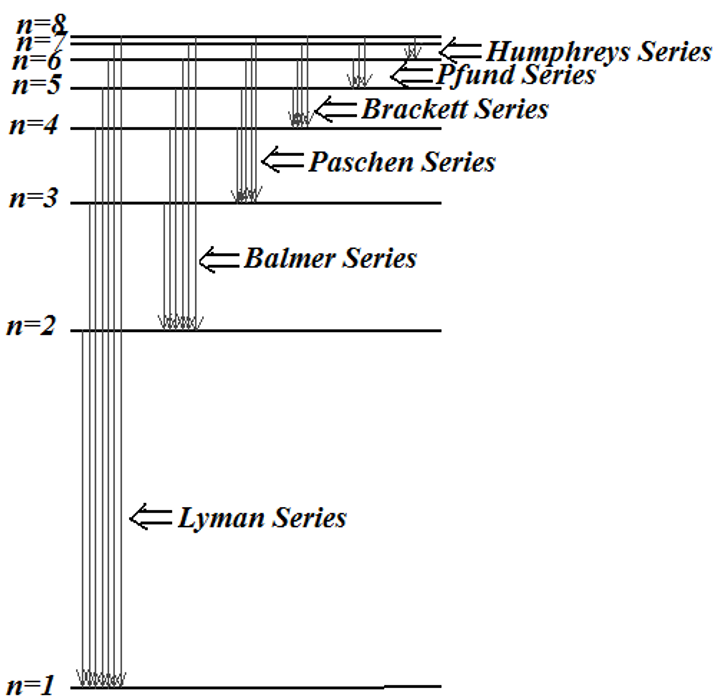 n=8
n=7
n=6
Humphreys Series
Pfund Series
n=5
Brackett Series
n=4
Paschen Series
n=3
Balmer Series
n=2
Lyman Series
n=1